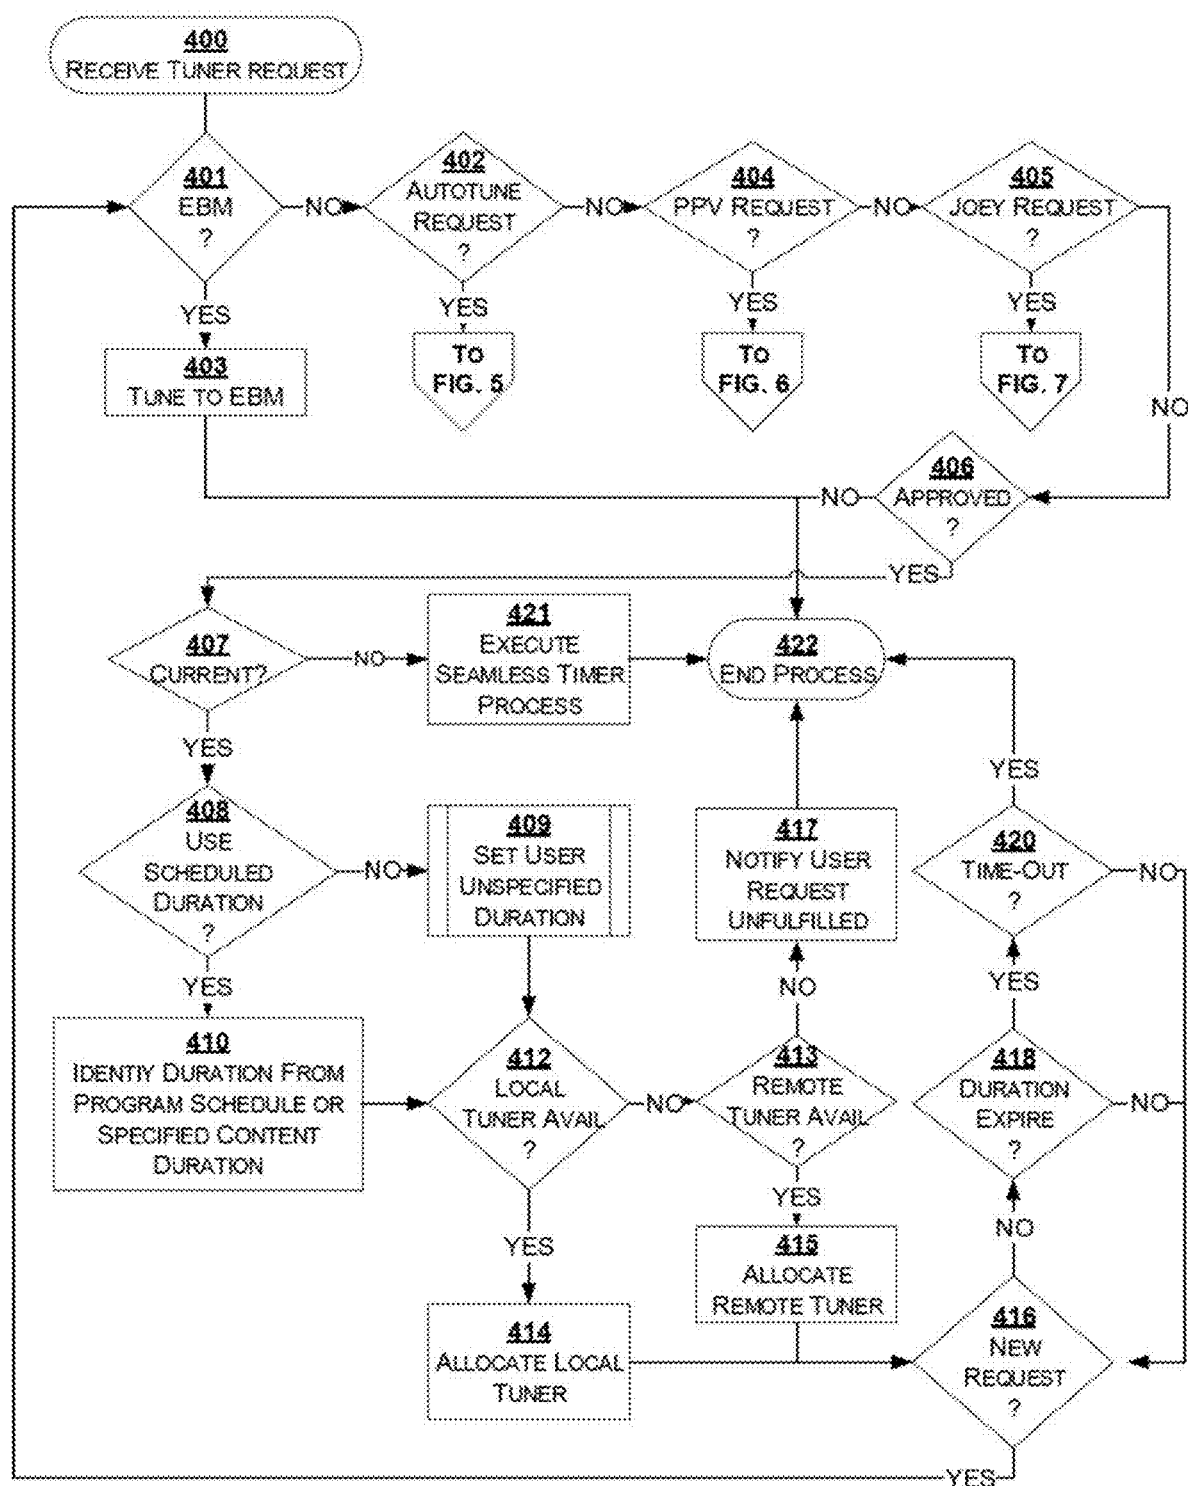 400
RECEIVE TUNER REQUEST
401
EBM
?
NO
402
AUTOTUNE
REQUEST
?
NO
404
PPV REQUEST
?
NO
405
JOEY REQUEST
?
YES
YES
YES
YES
403
TUNE TO EBM
TO
FIG. 5
TO
FIG. 6
TO
FIG. 7
NO
406
APPROVED
?
NO
YES
407
CURRENT?
NO
421
EXECUTE
SEAMLESS TIMER
PROCESS
422
END PROCESS
YES
YES
408
USE
SCHEDULED
DURATION
?
NO
409
SET USER
UNSPECIFIED
DURATION
417
NOTIFY USER
REQUEST
UNFULFILLED
420
TIME-OUT
?
NO
YES
NO
YES
410
IDENTIY DURATION FROM
PROGRAM SCHEDULE OR
SPECIFIED CONTENT
DURATION
412
LOCAL
TUNER AVAIL
?
NO
413
REMOTE
TUNER AVAIL
?
418
DURATION
EXPIRE
?
NO
YES
YES
NO
414
ALLOCATE LOCAL
TUNER
415
ALLOCATE
REMOTE TUNER
416
NEW
REQUEST
?
YES